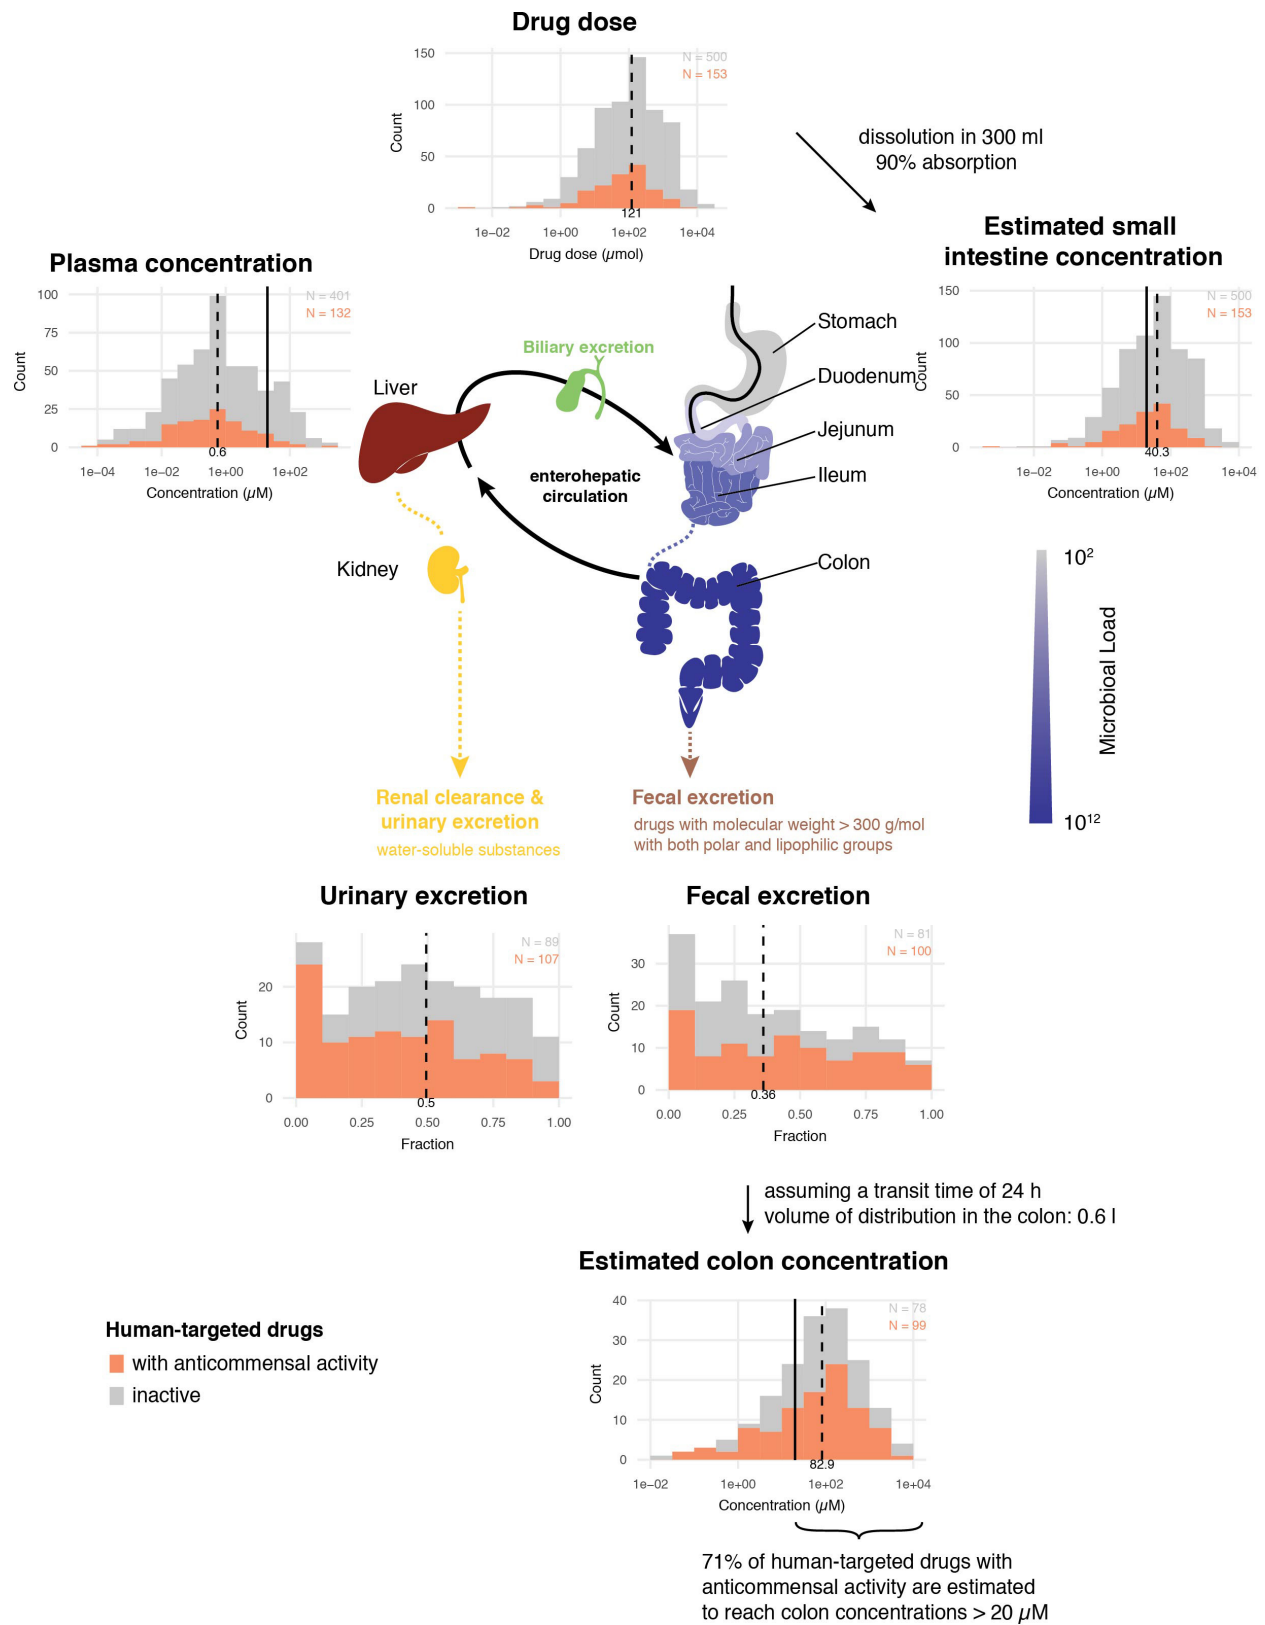 Drug dose
150
100
50
0
Count
N = 500
N = 153
121
1e−02
1e+00
1e+02
1e+04
Drug dose (µmol)
dissolution in 300 ml
90% absorption
Plasma concentration
100
75
50
25
0
Count
N = 401
N = 132
0.6
1e−04
1e−02
1e+00
1e+02
Concentration (µM)
Estimated small
intestine concentration
150
100
50
0
Count
N = 500
N = 153
40.3
1e−02
1e+00
1e+02
1e+04
Concentration (µM)
Liver
Biliary excretion
enterohepatic
circulation
Kidney
Stomach
Duodenum
Jejunum
Ileum
Colon
10²
Microbioal Load
10¹²
Renal clearance &
urinary excretion
water-soluble substances
Fecal excretion
drugs with molecular weight > 300 g/mol
with both polar and lipophilic groups
Urinary excretion
20
10
0
Count
N = 89
N = 107
0.5
0.00
0.25
0.50
0.75
1.00
Fraction
Fecal excretion
30
20
10
0
Count
N = 81
N = 100
0.36
0.00
0.25
0.50
0.75
1.00
Fraction
assuming a transit time of 24 h
volume of distribution in the colon: 0.6 l
Estimated colon concentration
40
30
20
10
0
Count
N = 78
N = 99
82.9
1e−02
1e+00
1e+02
1e+04
Concentration (µM)
Human-targeted drugs
with anticommensal activity
inactive
71% of human-targeted drugs with
anticommensal activity are estimated
to reach colon concentrations > 20 µM